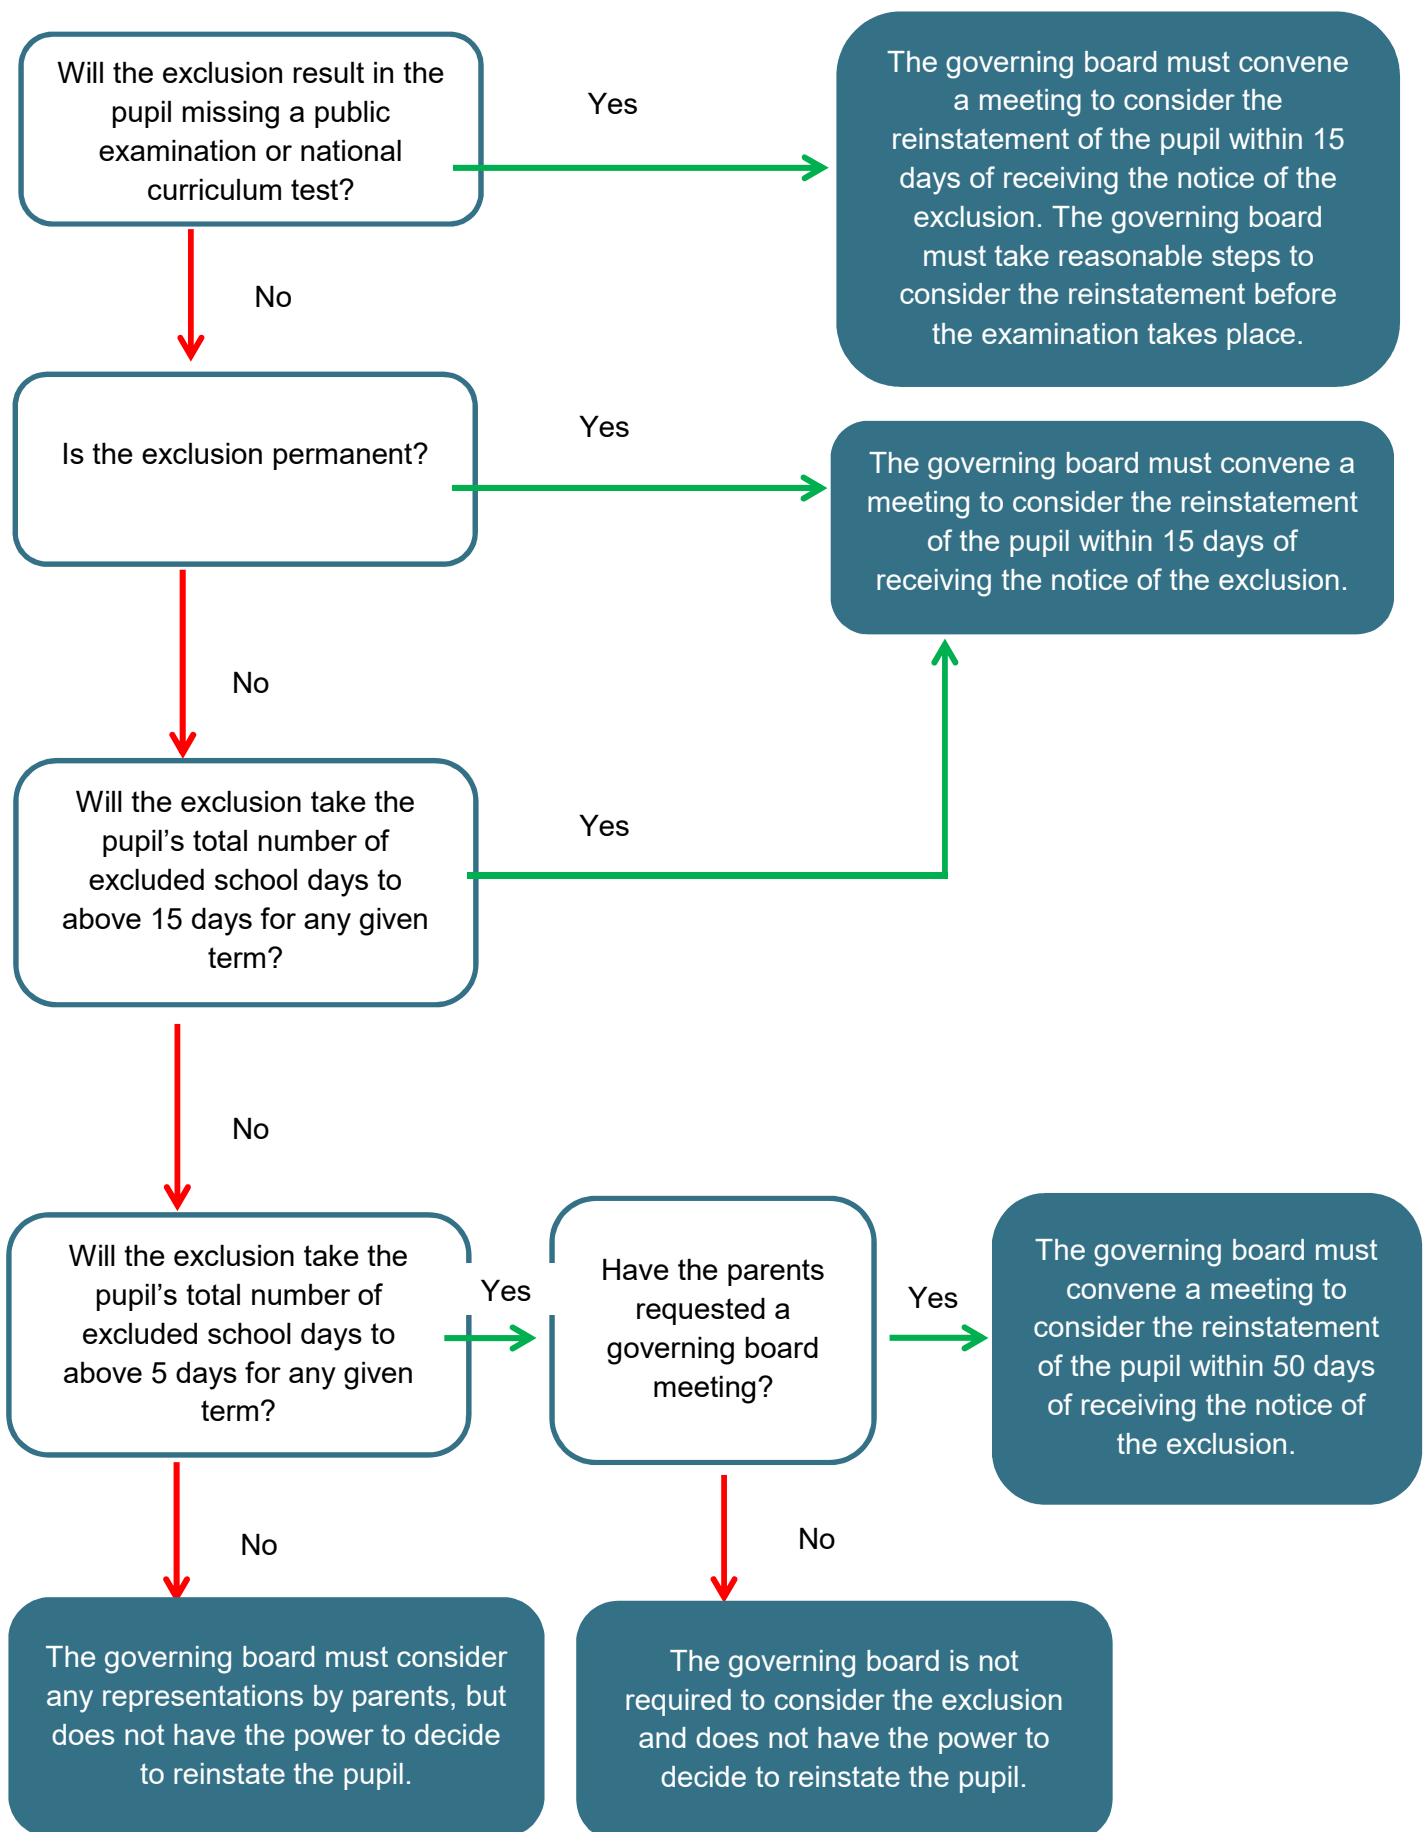 Will the exclusion result in the
pupil missing a public
examination or national
curriculum test?
Yes
The governing board must convene
a meeting to consider the
reinstatement of the pupil within 15
days of receiving the notice of the
exclusion. The governing board
must take reasonable steps to
consider the reinstatement before
the examination takes place.
No
Is the exclusion permanent?
Yes
The governing board must convene a
meeting to consider the reinstatement
of the pupil within 15 days of
receiving the notice of the exclusion.
No
Will the exclusion take the
pupil’s total number of
excluded school days to
above 15 days for any given
term?
Yes
No
Will the exclusion take the
pupil’s total number of
excluded school days to
above 5 days for any given
term?
Yes
Have the parents
requested a
governing board
meeting?
Yes
The governing board must
convene a meeting to
consider the reinstatement
of the pupil within 50 days
of receiving the notice of
the exclusion.
No
No
The governing board must consider
any representations by parents, but
does not have the power to decide
to reinstate the pupil.
The governing board is not
required to consider the exclusion
and does not have the power to
decide to reinstate the pupil.